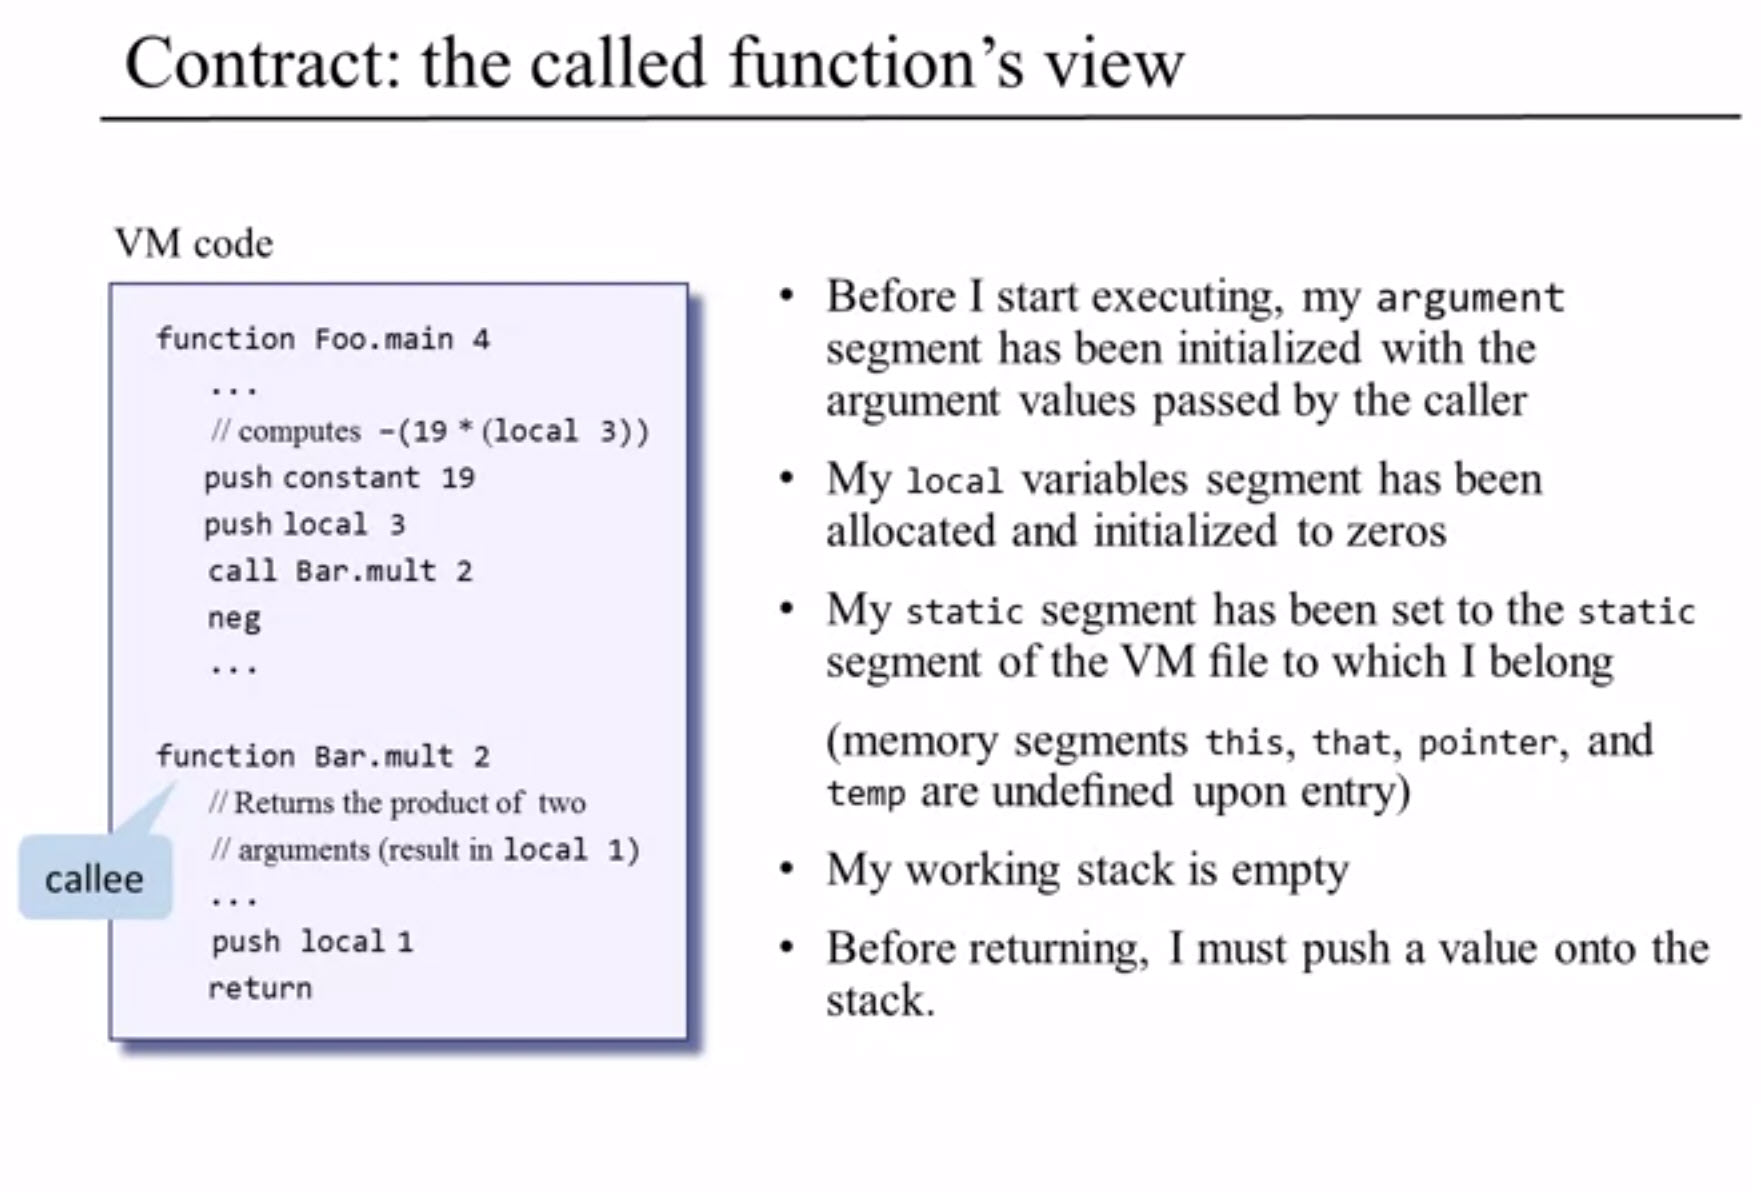 Contract: the called function’s view
VM code
function Foo.main 4
...
// computes -(19 * (local 3))
push constant 19
push local 3
call Bar.mult 2
neg
...
function Bar.mult 2
// Returns the product of two
// arguments (result in local 1)
...
push local 1
return
callee
• Before I start executing, my argument
segment has been initialized with the
argument values passed by the caller
• My local variables segment has been
allocated and initialized to zeros
• My static segment has been set to the static
segment of the VM file to which I belong
(memory segments this, that, pointer, and
temp are undefined upon entry)
• My working stack is empty
• Before returning, I must push a value onto the
stack.